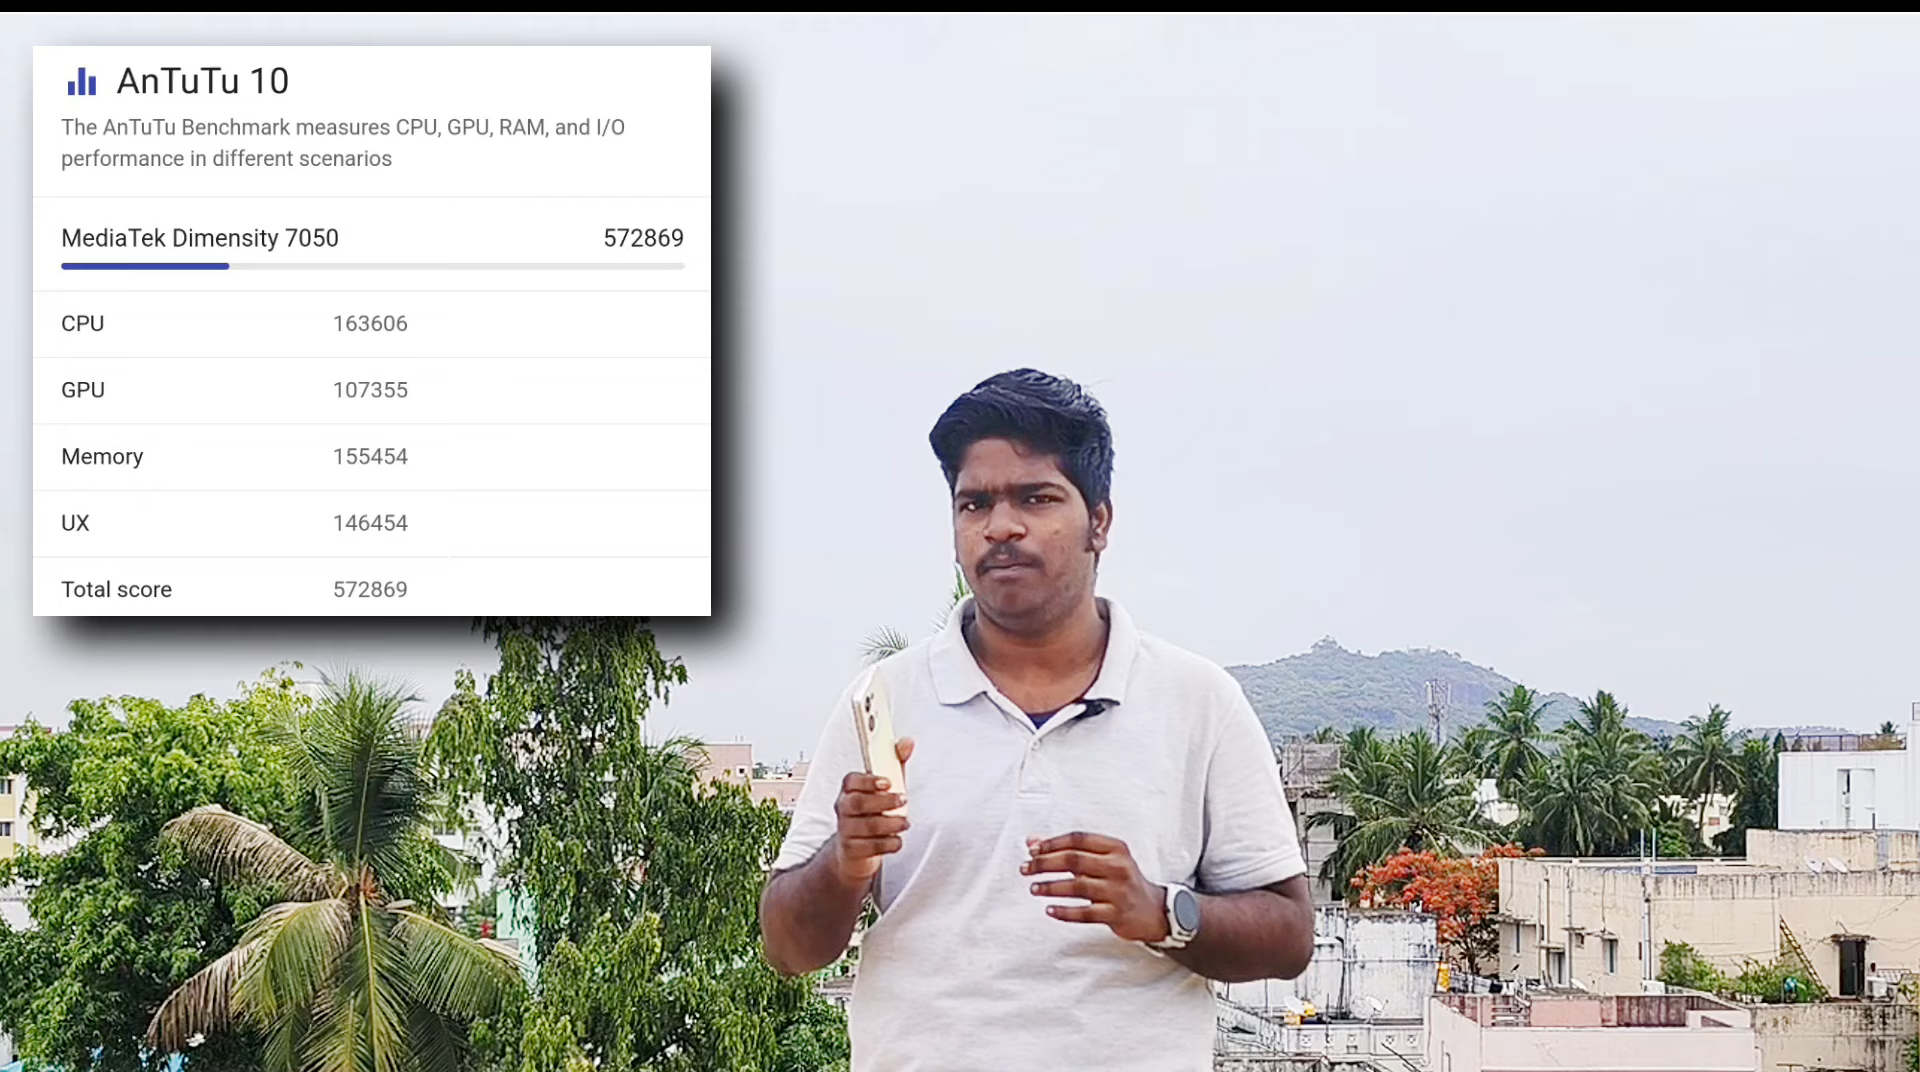 AnTuTu 10
The AnTuTu Benchmark measures CPU, GPU, RAM, and I/O
performance in different scenarios
MediaTek Dimensity 7050 572869
CPU 163606
GPU 107355
Memory 155454
UX 146454
Total score 572869